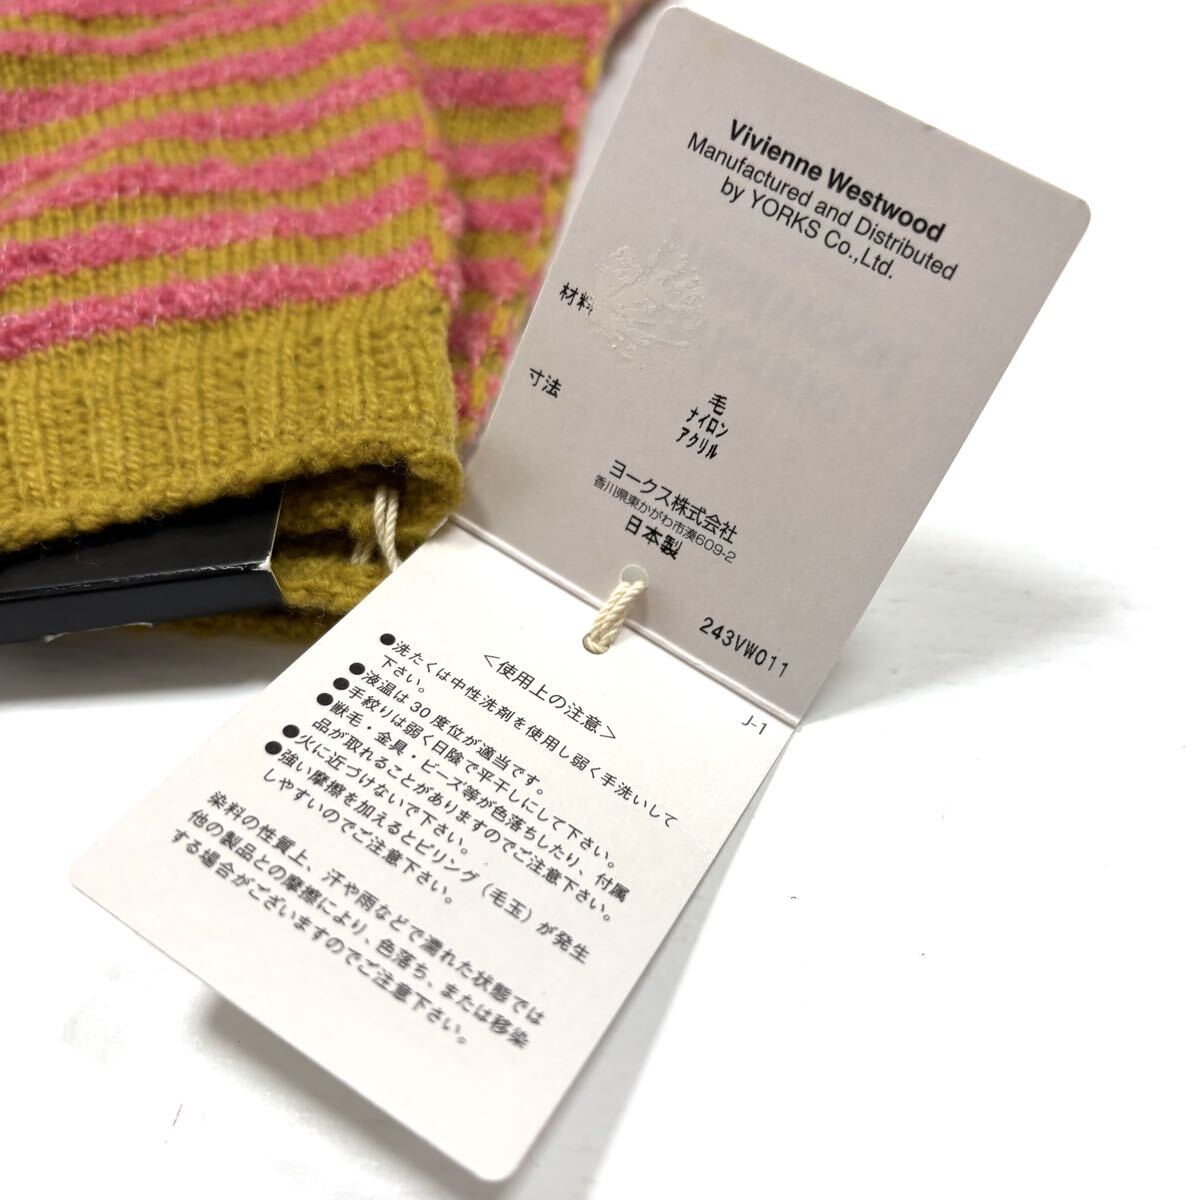 Vivienne Westwood
Manufactured and Distributed
by YORKS Co.,Ltd.
材料
寸法
毛
ナイロン
アクリル
ヨークス株式会社
香川県東かがわ市湊609-2
日本製
243VW011
J-1
＜使用上の注意＞
●洗たくは中性洗剤を使用し弱く手洗いして
下さい。
●液温は30度位が適当です。
●手絞りは弱く日陰で平干しにして下さい。
●獣毛・金具・ビーズ等が色落ちしたり、付属
品が取れることがありますのでご注意下さい。
●火に近づけないで下さい。
●強い摩擦を加えるとピリング（毛玉）が発生
しやすいのでご注意下さい。
染料の性質上、汗や雨などで濡れた状態では
他の製品との摩擦により、色落ち、または移染
する場合がございますのでご注意下さい。